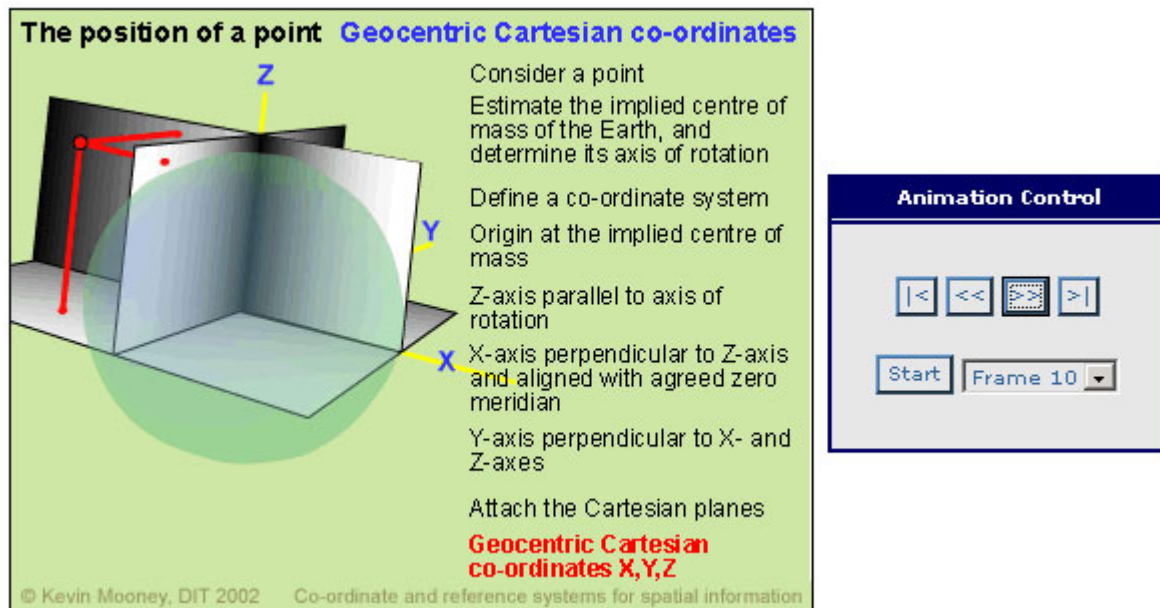 The position of a point Geocentric Cartesian co-ordinates
Z
Y
X
Consider a point
Estimate the implied centre of
mass of the Earth, and
determine its axis of rotation
Define a co-ordinate system
Origin at the implied centre of
mass
Z-axis parallel to axis of
rotation
X-axis perpendicular to Z-axis
and aligned with agreed zero
meridian
Y-axis perpendicular to X- and
Z-axes
Attach the Cartesian planes
Geocentric Cartesian
co-ordinates X,Y,Z
© Kevin Mooney, DIT 2002 Co-ordinate and reference systems for spatial information
Animation Control
|< << >> >|
Start Frame 10